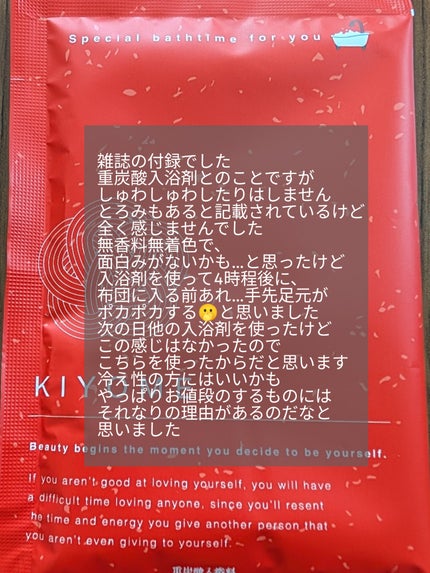 Special bathtime for you
雑誌の付録でした
重炭酸入浴剤とのことですが
しゅわしゅわしたりはしません
とろみもあると記載されているけど
全く感じませんでした
無香料無着色で、
面白みがないかも...と思ったけど
入浴剤を使って4時程後に、
布団に入る前あれ...手先足元が
ポカポカする🫢と思いました
次の日他の入浴剤を使ったけど
この感じはなかったので
こちらを使ったからだと思います
冷え性の方にはいいかも
やっぱりお値段のするものには
それなりの理由があるのだなと
思いました
Beauty begins the moment you decide to be yourself.
If you aren't good at loving yourself, you will have
a difficult time loving anyone, since you'll resent
the time and energy you give another person that
you aren't even giving to yourself.